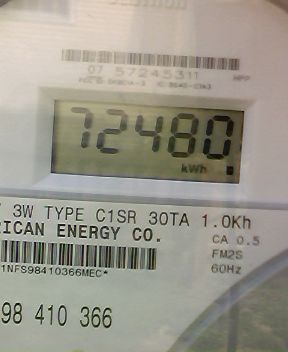 07 57245311
72480
kWh
3W TYPE C1SR 30TA 1.0Kh
RICAN ENERGY CO.
CA 0.5
FM2S
60Hz
1NFS98410366MEC*
98 410 366